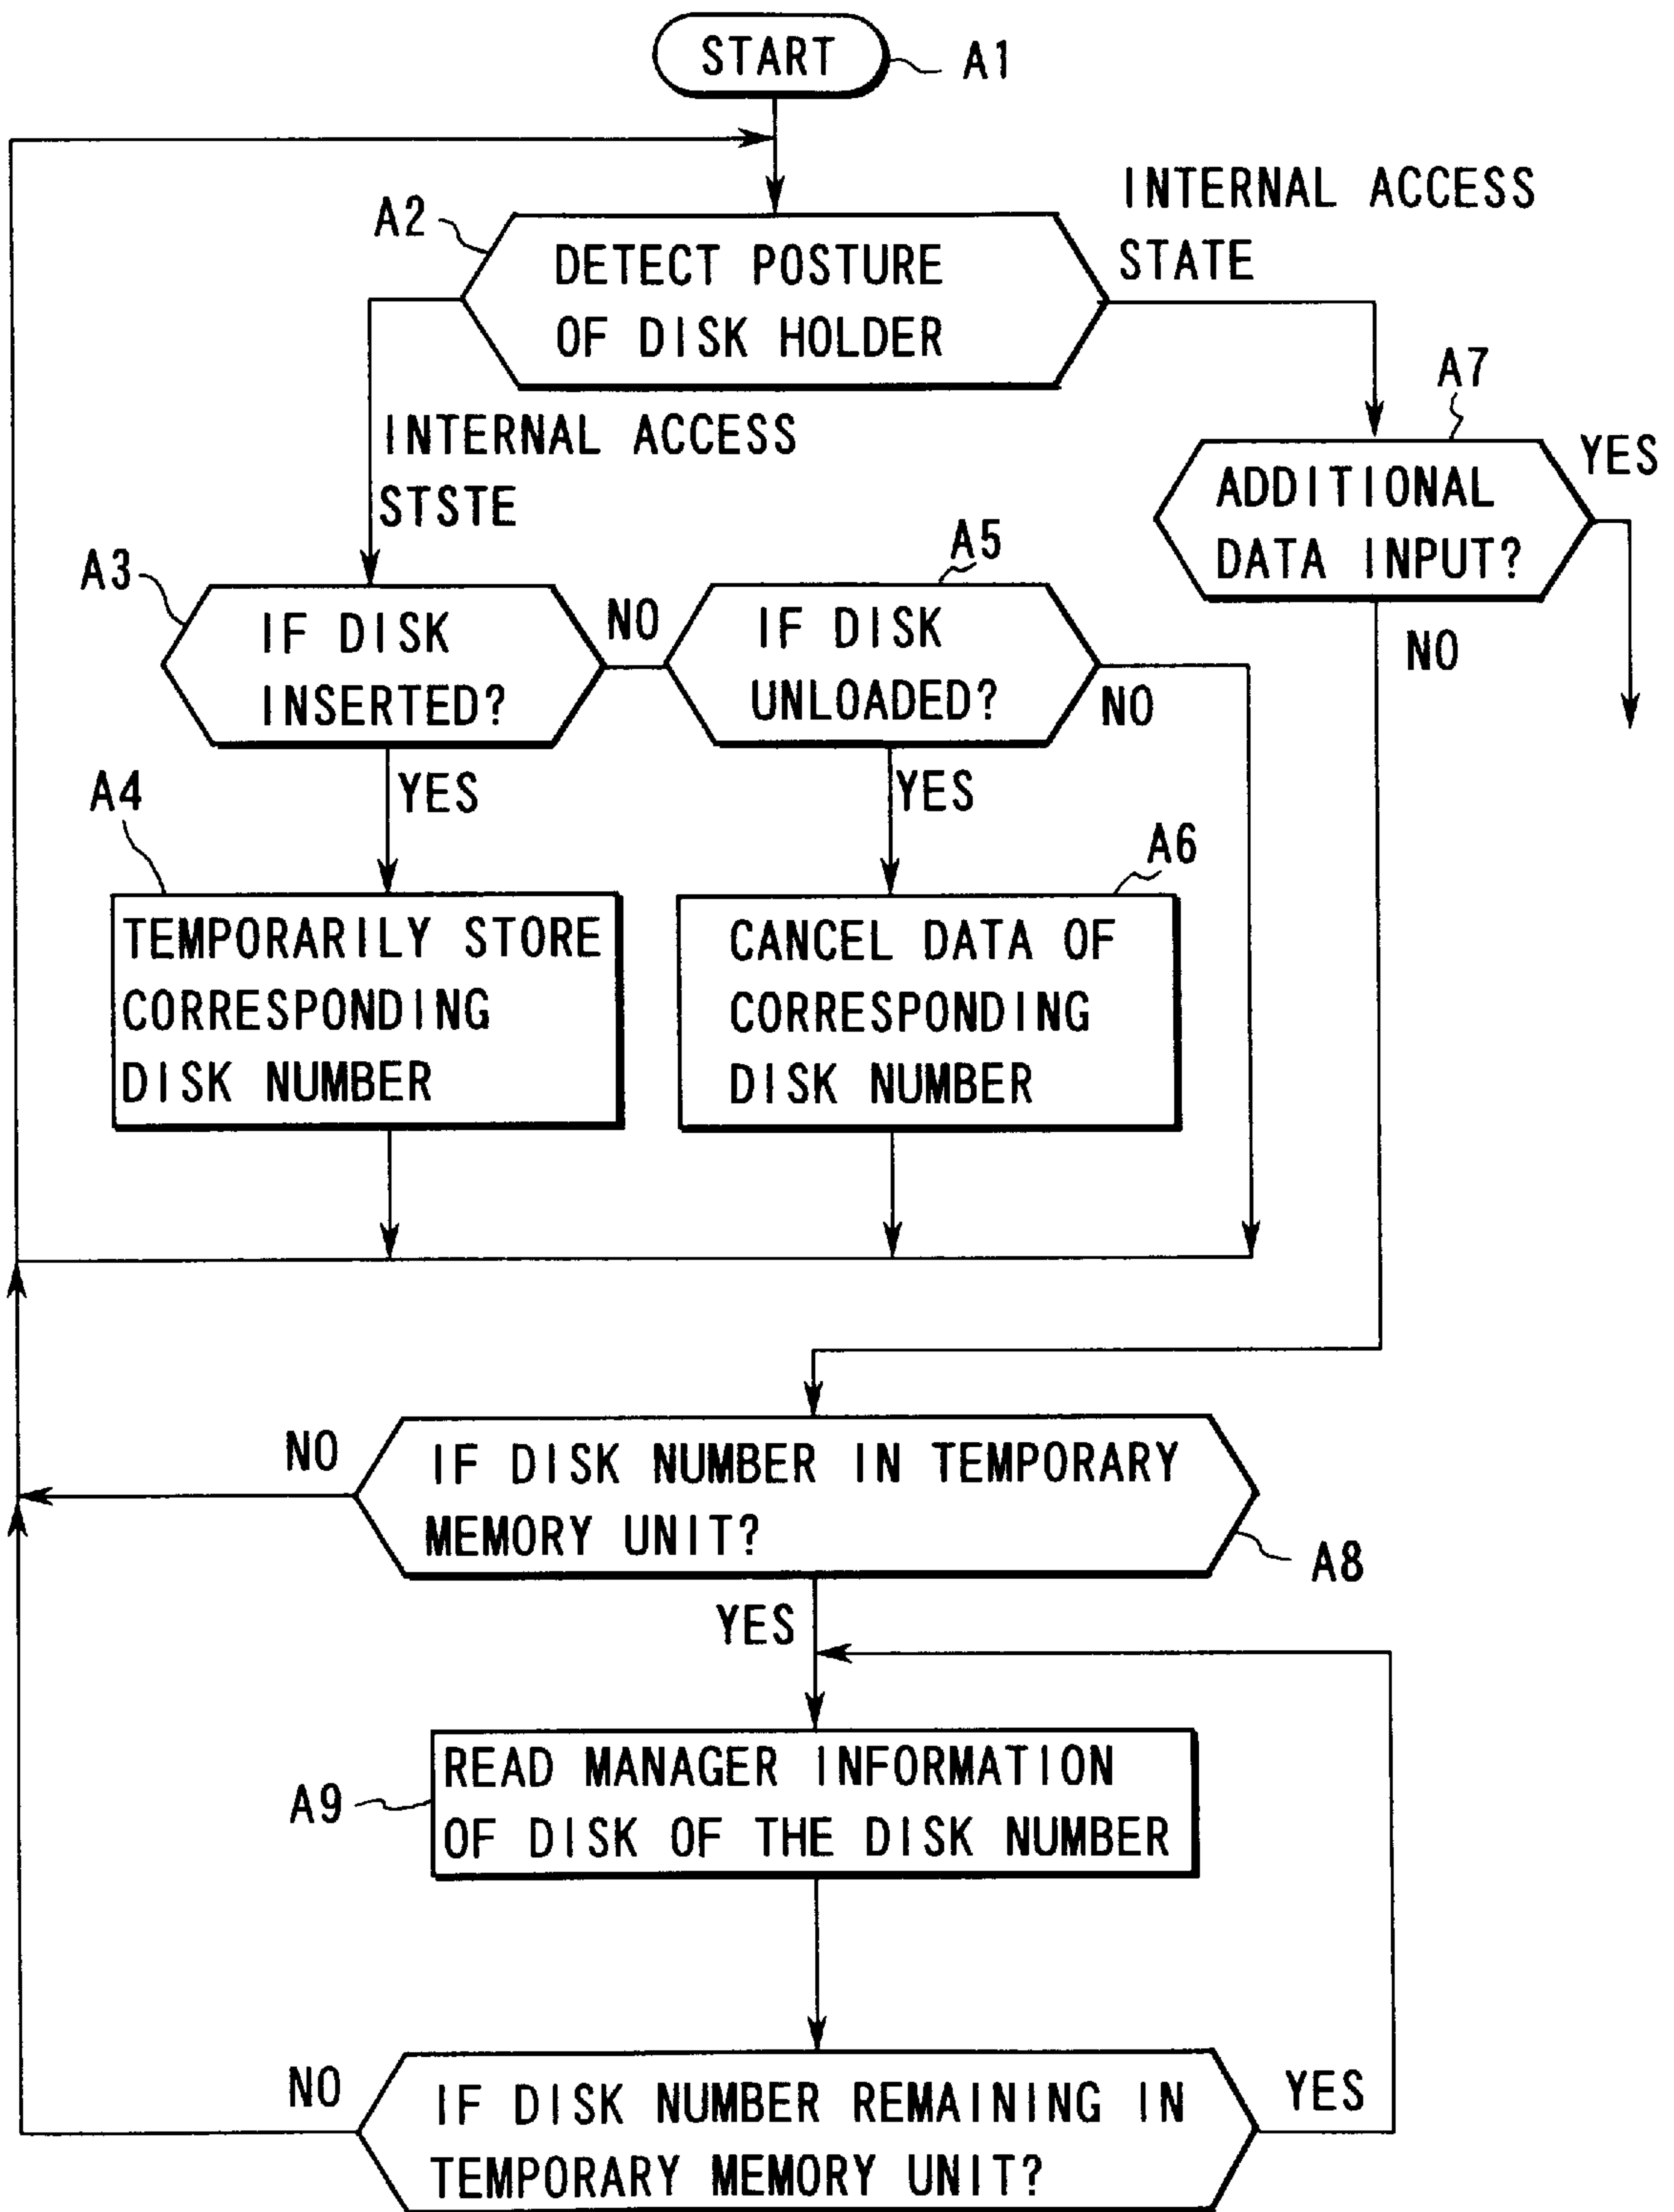 START
A1
INTERNAL ACCESS
STATE
A2
DETECT POSTURE
OF DISK HOLDER
A7
INTERNAL ACCESS
STSTE
YES
ADDITIONAL
DATA INPUT?
NO
A3
IF DISK
INSERTED?
NO
A5
IF DISK
UNLOADED?
NO
YES
YES
A4
TEMPORARILY STORE
CORRESPONDING
DISK NUMBER
A6
CANCEL DATA OF
CORRESPONDING
DISK NUMBER
NO
IF DISK NUMBER IN TEMPORARY
MEMORY UNIT?
A8
YES
A9
READ MANAGER INFORMATION
OF DISK OF THE DISK NUMBER
NO
IF DISK NUMBER REMAINING IN
TEMPORARY MEMORY UNIT?
YES